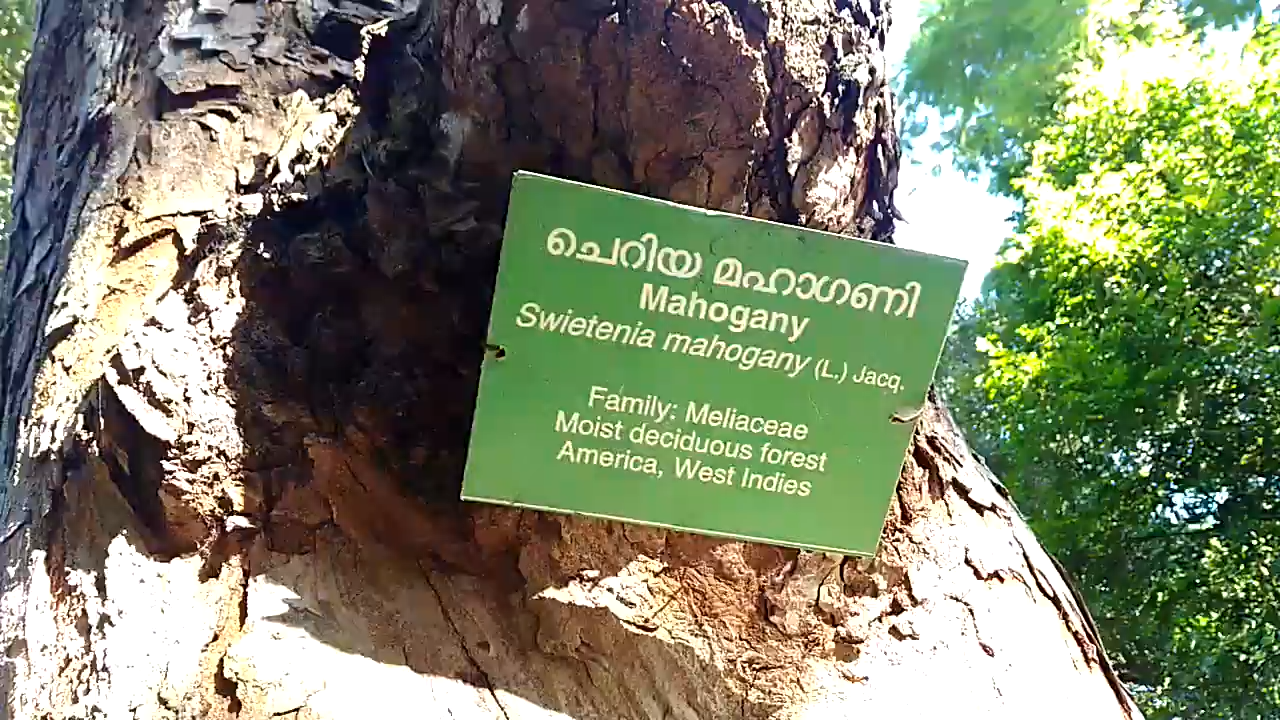 ചെറിയ മഹാഗണി
Mahogany
Swietenia mahogany (L.) Jacq.
Family: Meliaceae
Moist deciduous forest
America, West Indies